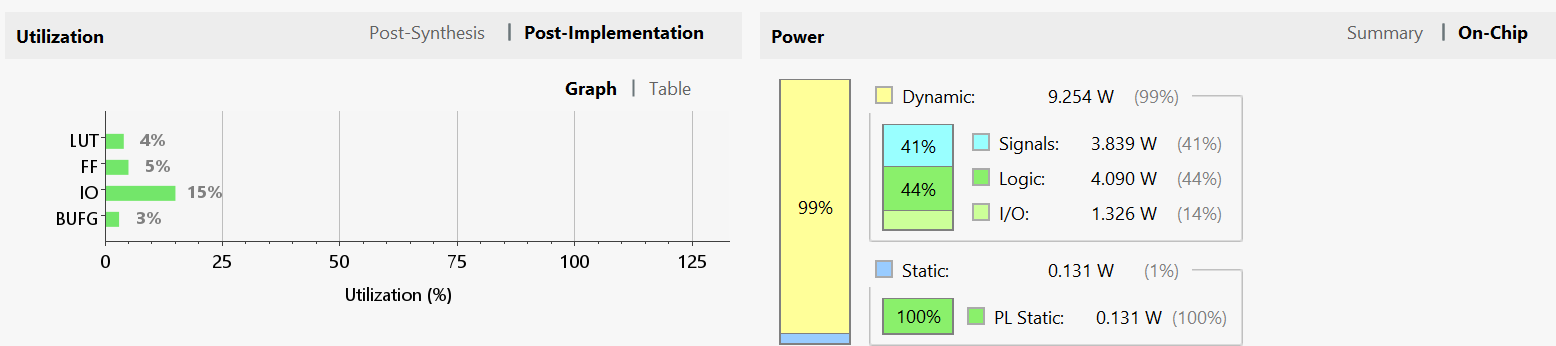 Utilization
Post-Synthesis | Post-Implementation
Graph | Table
LUT 4%
FF 5%
IO 15%
BUFG 3%
0 25 50 75 100 125
Utilization (%)
Power
Summary | On-Chip
99%
Dynamic: 9.254 W (99%)
41% Signals: 3.839 W (41%)
44% Logic: 4.090 W (44%)
I/O: 1.326 W (14%)
Static: 0.131 W (1%)
100% PL Static: 0.131 W (100%)